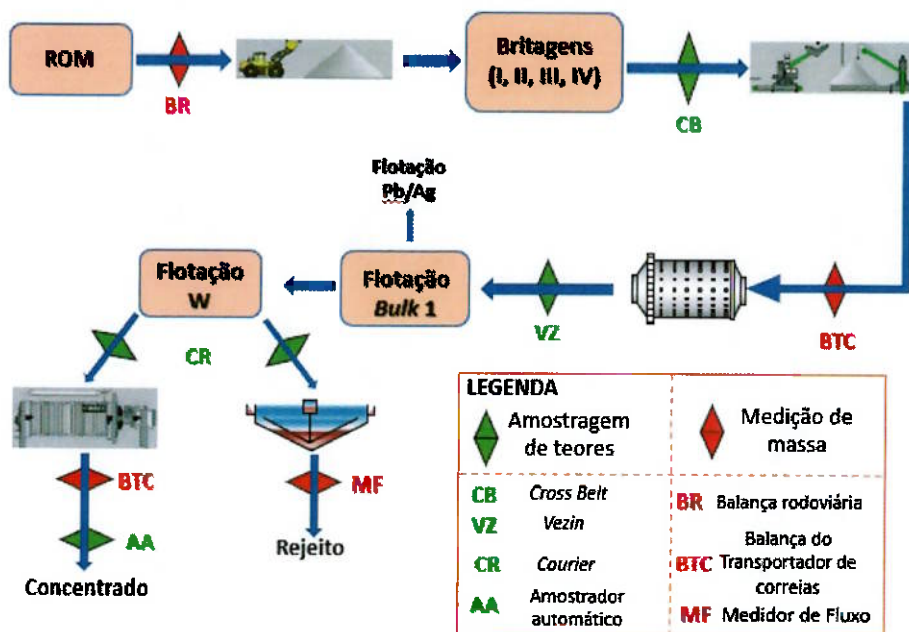 ROM
BR
Britagens
(I, II, III, IV)
CB
Flotação
Pb/Ag
Flotação
W
Flotação
Bulk 1
VZ
BTC
CR
BTC
MF
AA
Rejeito
Concentrado
LEGENDA
Amostragem
de teores
Medição de
massa
CB Cross Belt
VZ Vezin
CR Courier
AA Amostrador
automático
BR Balança rodoviária
Balança do
BTC Transportador de
correias
MF Medidor de Fluxo